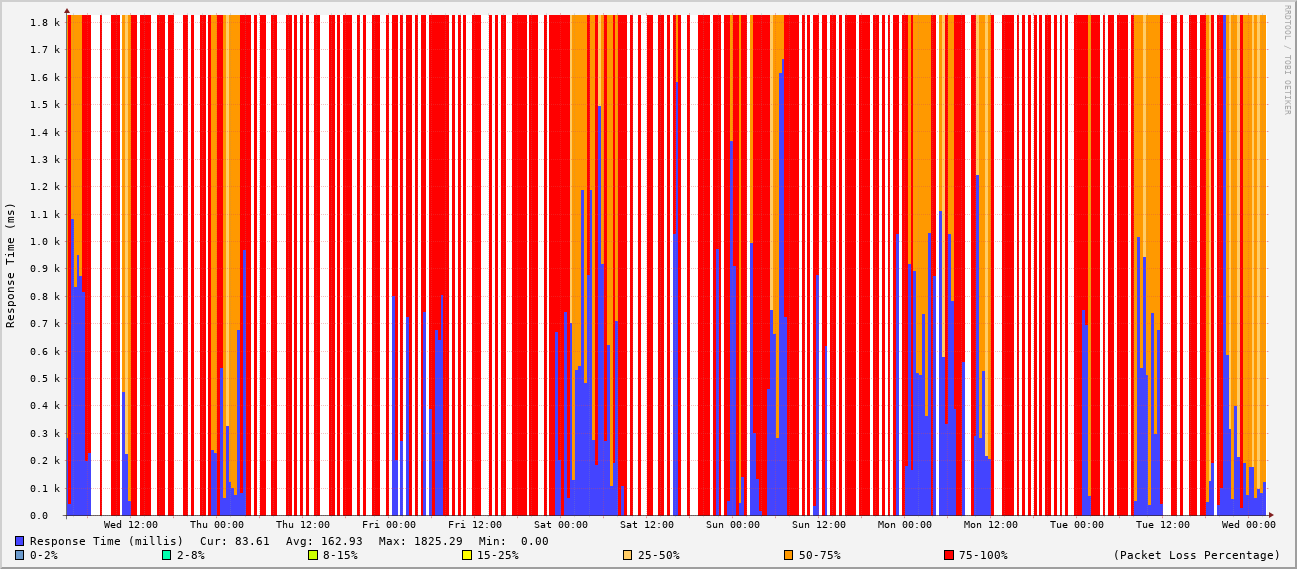 RRDTOOL / TOBI OETIKER
Response Time (ms)
1.8 k
1.7 k
1.6 k
1.5 k
1.4 k
1.3 k
1.2 k
1.1 k
1.0 k
0.9 k
0.8 k
0.7 k
0.6 k
0.5 k
0.4 k
0.3 k
0.2 k
0.1 k
0.0
Wed 12:00 Thu 00:00 Thu 12:00 Fri 00:00 Fri 12:00 Sat 00:00 Sat 12:00 Sun 00:00 Sun 12:00 Mon 00:00 Mon 12:00 Tue 00:00 Tue 12:00 Wed 00:00
Response Time (millis) Cur: 83.61 Avg: 162.93 Max: 1825.29 Min: 0.00
0-2% 2-8% 8-15% 15-25% 25-50% 50-75% 75-100% (Packet Loss Percentage)